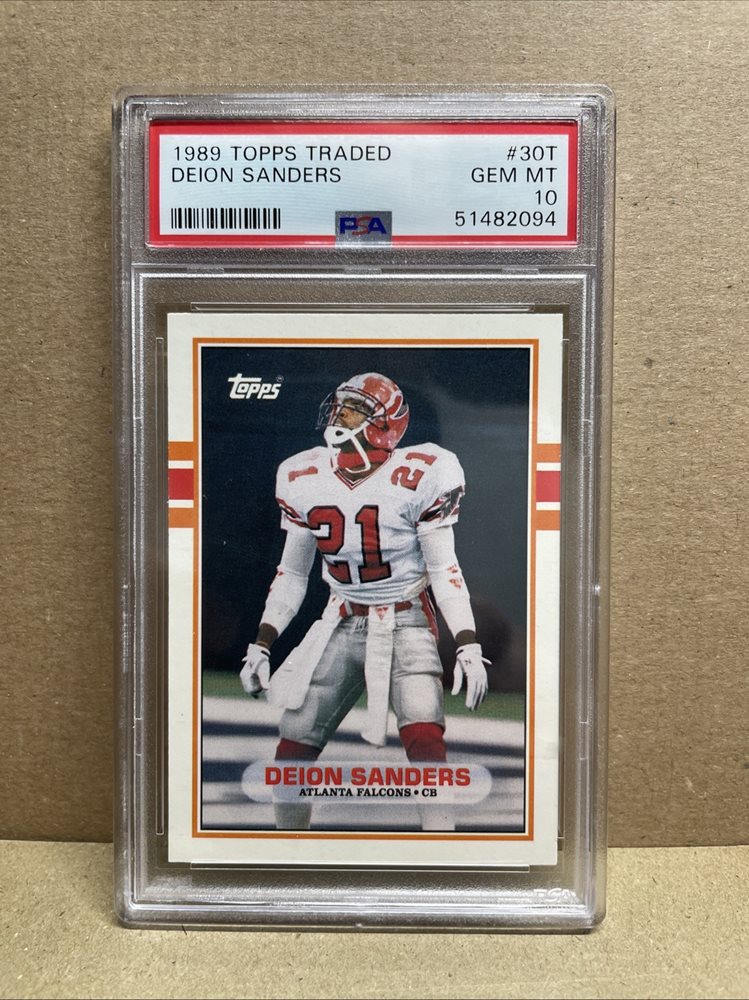 1989 TOPPS TRADED #30T
DEION SANDERS GEM MT
10
PSA 51482094
Topps
21 21
21
DEION SANDERS
ATLANTA FALCONS • CB